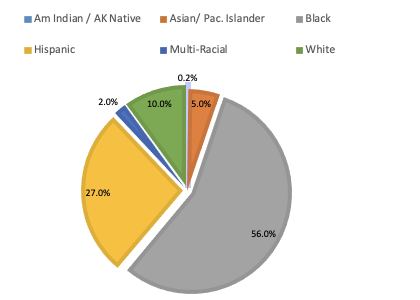 Am Indian / AK Native Asian/ Pac. Islander Black
Hispanic Multi-Racial White
0.2%
2.0% 10.0% 5.0%
27.0%
56.0%